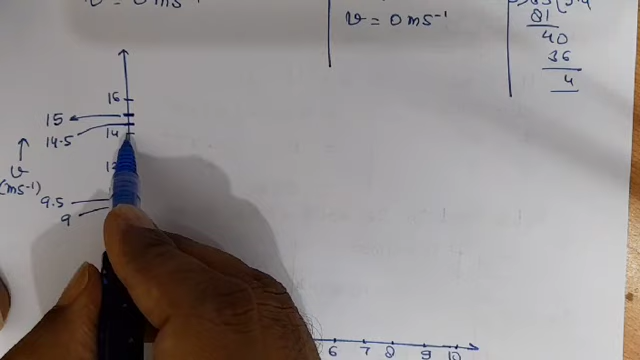 v = 0 ms⁻¹
v = 0 ms⁻¹
81
40
36
4
16
15
14.5
14
v
(ms⁻¹)
9.5
9
6 7 8 9 10